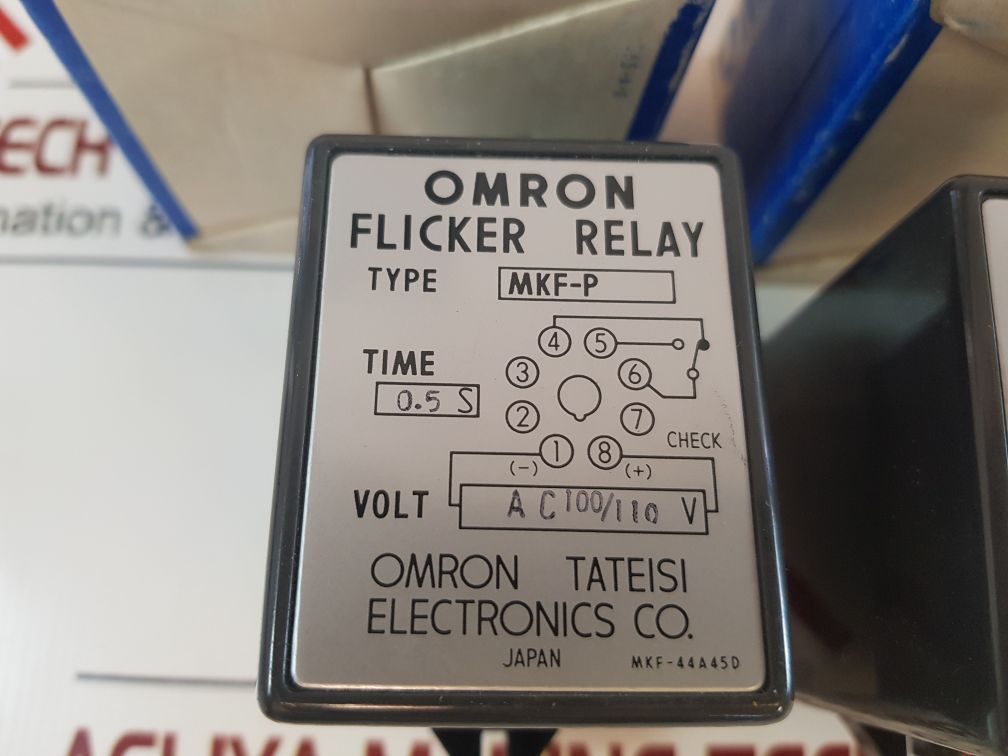 ECH
nation &
OMRON
FLICKER RELAY
TYPE MKF-P
4 5
3 6
TIME
0.5 S
2 7
CHECK
1 8
(-) (+)
VOLT AC 100/110 V
OMRON TATEISI
ELECTRONICS CO.
JAPAN MKF-44A45D